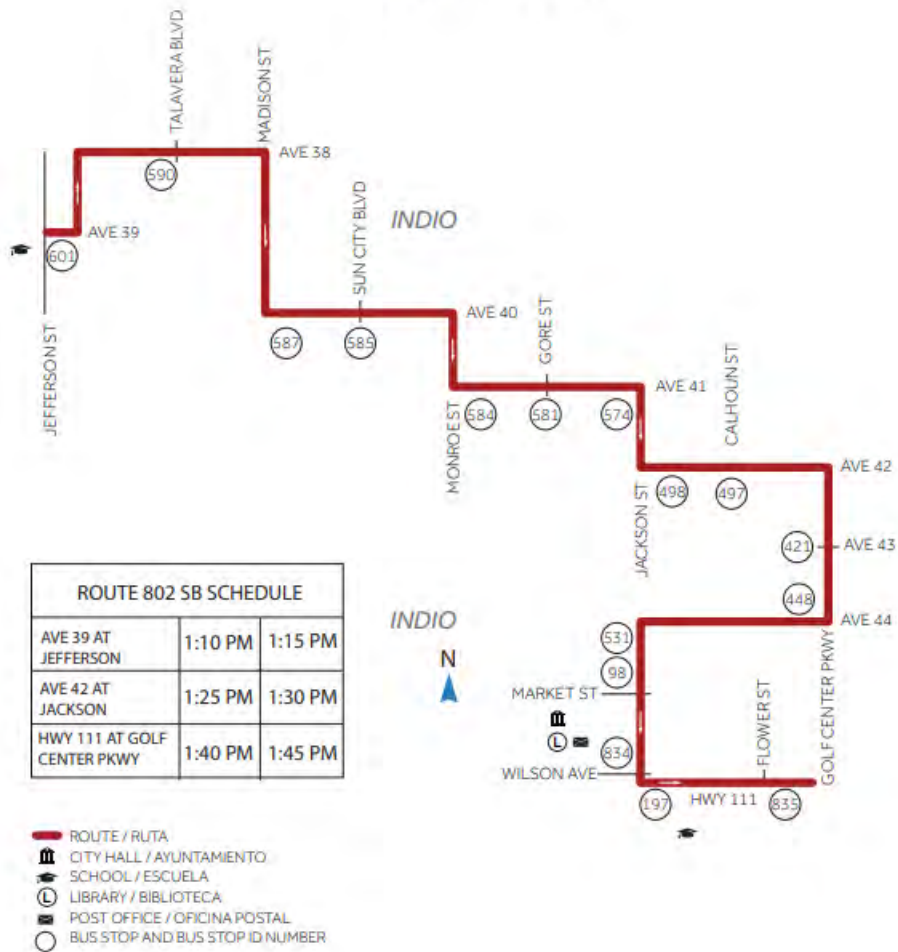 TALAVERA BLVD
MADISON ST
AVE 38
590
SUN CITY BLVD
INDIO
AVE 39
601
JEFFERSON ST
AVE 40
587
585
GORE ST
AVE 41
584
581
574
CALHOUN ST
MONROE ST
AVE 42
498
497
JACKSON ST
421
AVE 43
448
AVE 44
ROUTE 802 SB SCHEDULE
AVE 39 AT
JEFFERSON
1:10 PM
1:15 PM
AVE 42 AT
JACKSON
1:25 PM
1:30 PM
HWY 111 AT GOLF
CENTER PKWY
1:40 PM
1:45 PM
INDIO
N
531
98
MARKET ST
L
834
WILSON AVE
FLOWER ST
GOLF CENTER PKWY
197
HWY 111
835
ROUTE / RUTA
CITY HALL / AYUNTAMIENTO
SCHOOL / ESCUELA
L LIBRARY / BIBLIOTECA
POST OFFICE / OFICINA POSTAL
BUS STOP AND BUS STOP ID NUMBER